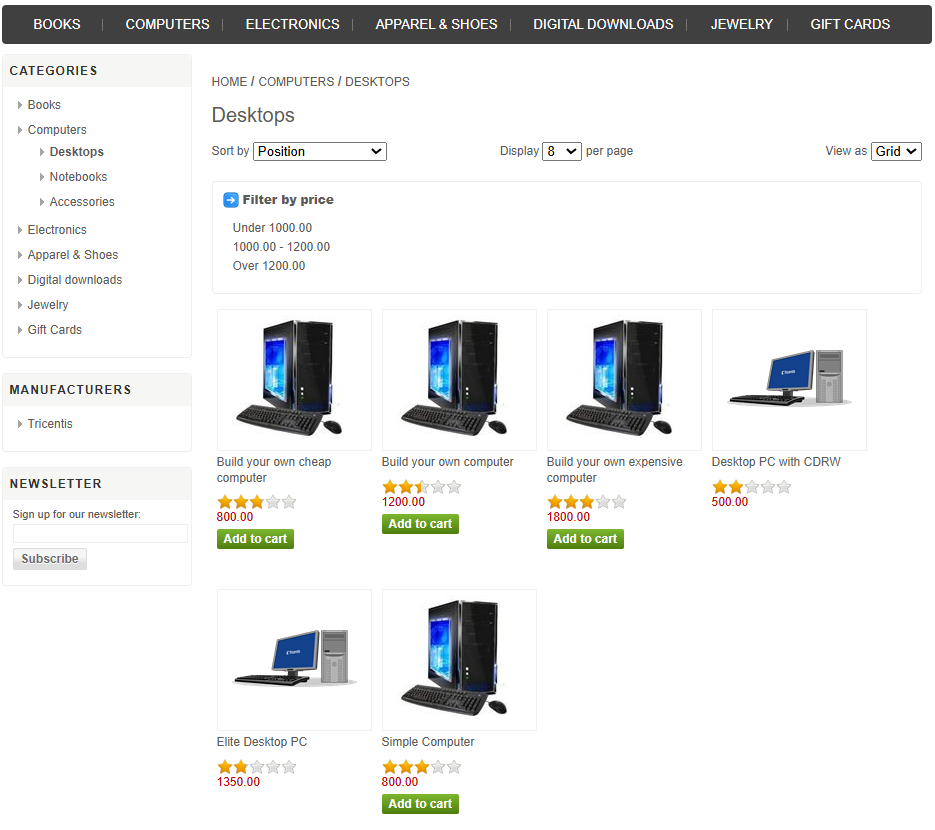 BOOKS COMPUTERS ELECTRONICS APPAREL & SHOES DIGITAL DOWNLOADS JEWELRY GIFT CARDS
CATEGORIES
Books
Computers
Desktops
Notebooks
Accessories
Electronics
Apparel & Shoes
Digital downloads
Jewelry
Gift Cards
MANUFACTURERS
Tricentis
NEWSLETTER
Sign up for our newsletter:
Subscribe
HOME / COMPUTERS / DESKTOPS
Desktops
Sort by Position Display 8 per page View as Grid
Filter by price
Under 1000.00
1000.00 - 1200.00
Over 1200.00
Build your own cheap
computer
800.00
Add to cart
Build your own computer
1200.00
Add to cart
Build your own expensive
computer
1800.00
Add to cart
Desktop PC with CDRW
500.00
Elite Desktop PC
1350.00
Simple Computer
800.00
Add to cart